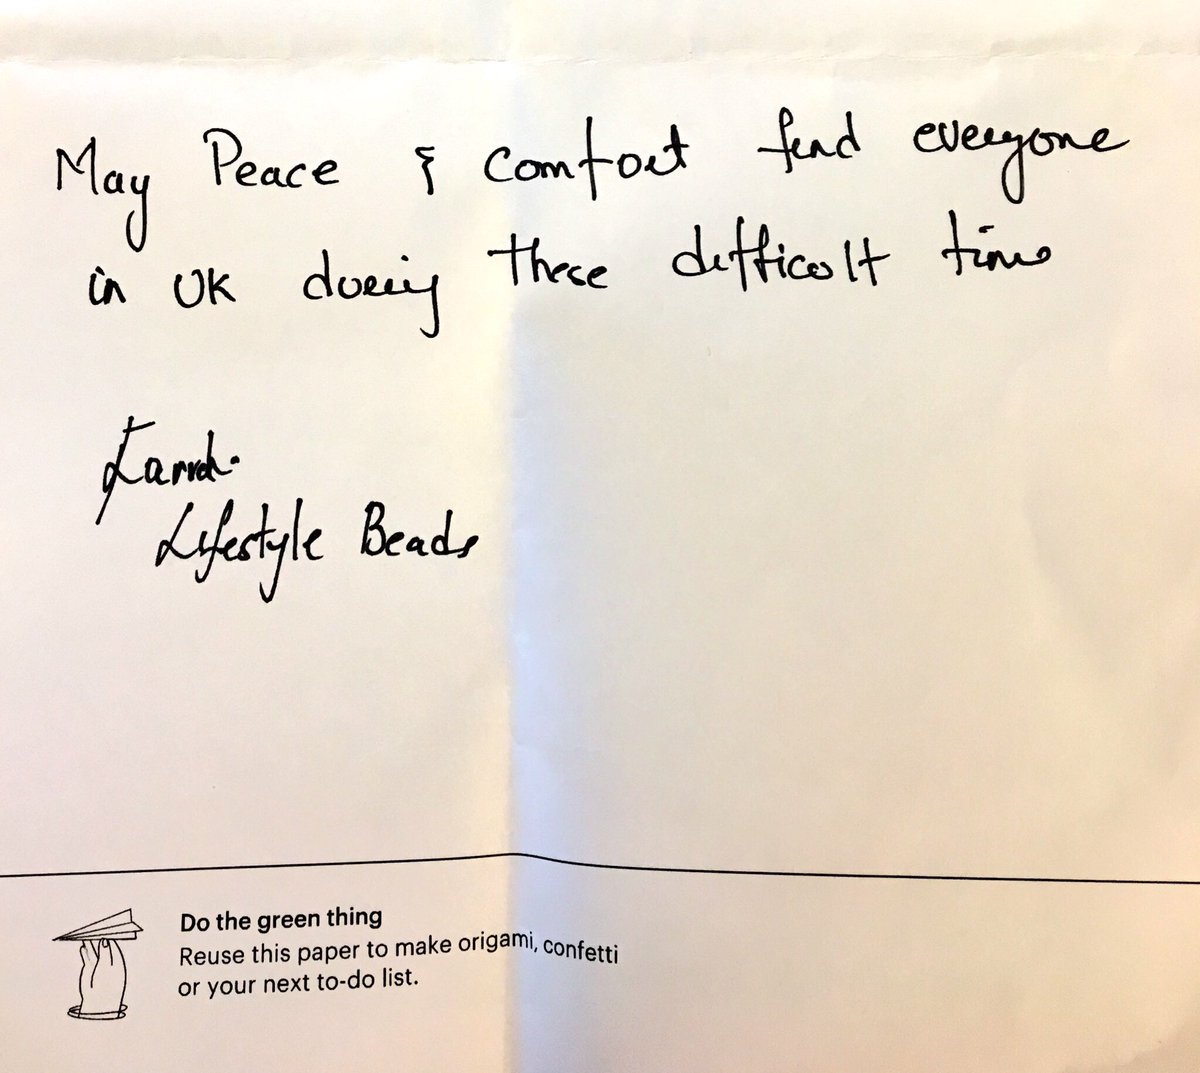 May Peace & Comfort find everyone
in UK during these difficult times
Lifestyle Beads
Do the green thing
Reuse this paper to make origami, confetti
or your next to-do list.